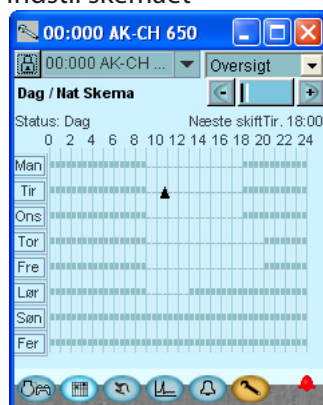 Indstil skemaet
00:000 AK-CH 650
00:000 AK-CH ... Oversigt
Dag / Nat Skema
Status: Dag Næste skiftTir. 18:00
0 2 4 6 8 10 12 14 16 18 20 22 24
Man
Tir
Ons
Tor
Fre
Lør
Søn
Fer